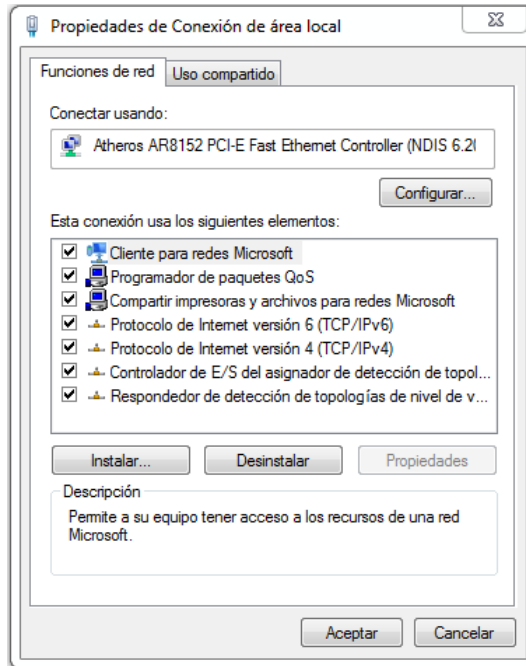 Propiedades de Conexión de área local
Funciones de red
Uso compartido
Conectar usando:
Atheros AR8152 PCI-E Fast Ethernet Controller (NDIS 6.20
Configurar...
Esta conexión usa los siguientes elementos:
Cliente para redes Microsoft
Programador de paquetes QoS
Compartir impresoras y archivos para redes Microsoft
Protocolo de Internet versión 6 (TCP/IPv6)
Protocolo de Internet versión 4 (TCP/IPv4)
Controlador de E/S del asignador de detección de topol...
Respondedor de detección de topologías de nivel de v...
Instalar...
Desinstalar
Propiedades
Descripción
Permite a su equipo tener acceso a los recursos de una red
Microsoft.
Aceptar
Cancelar